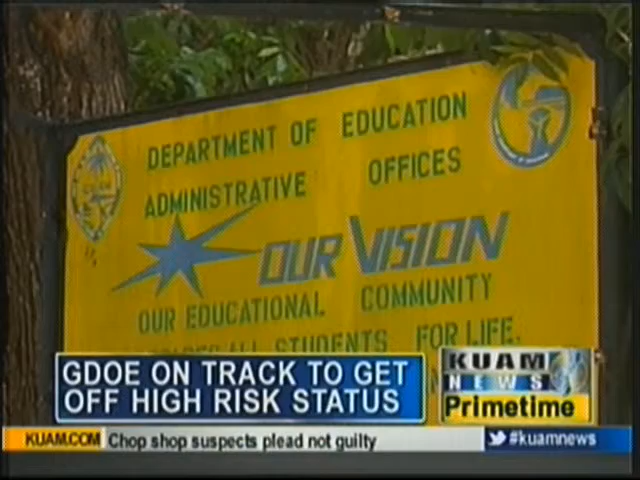 DEPARTMENT OF EDUCATION
ADMINISTRATIVE OFFICES
OUR VISION
OUR EDUCATIONAL COMMUNITY
ALL STUDENTS FOR LIFE.
GDOE ON TRACK TO GET
OFF HIGH RISK STATUS
KUAM
NEWS
Primetime
KUAM.COM Chop shop suspects plead not guilty #kuamnews